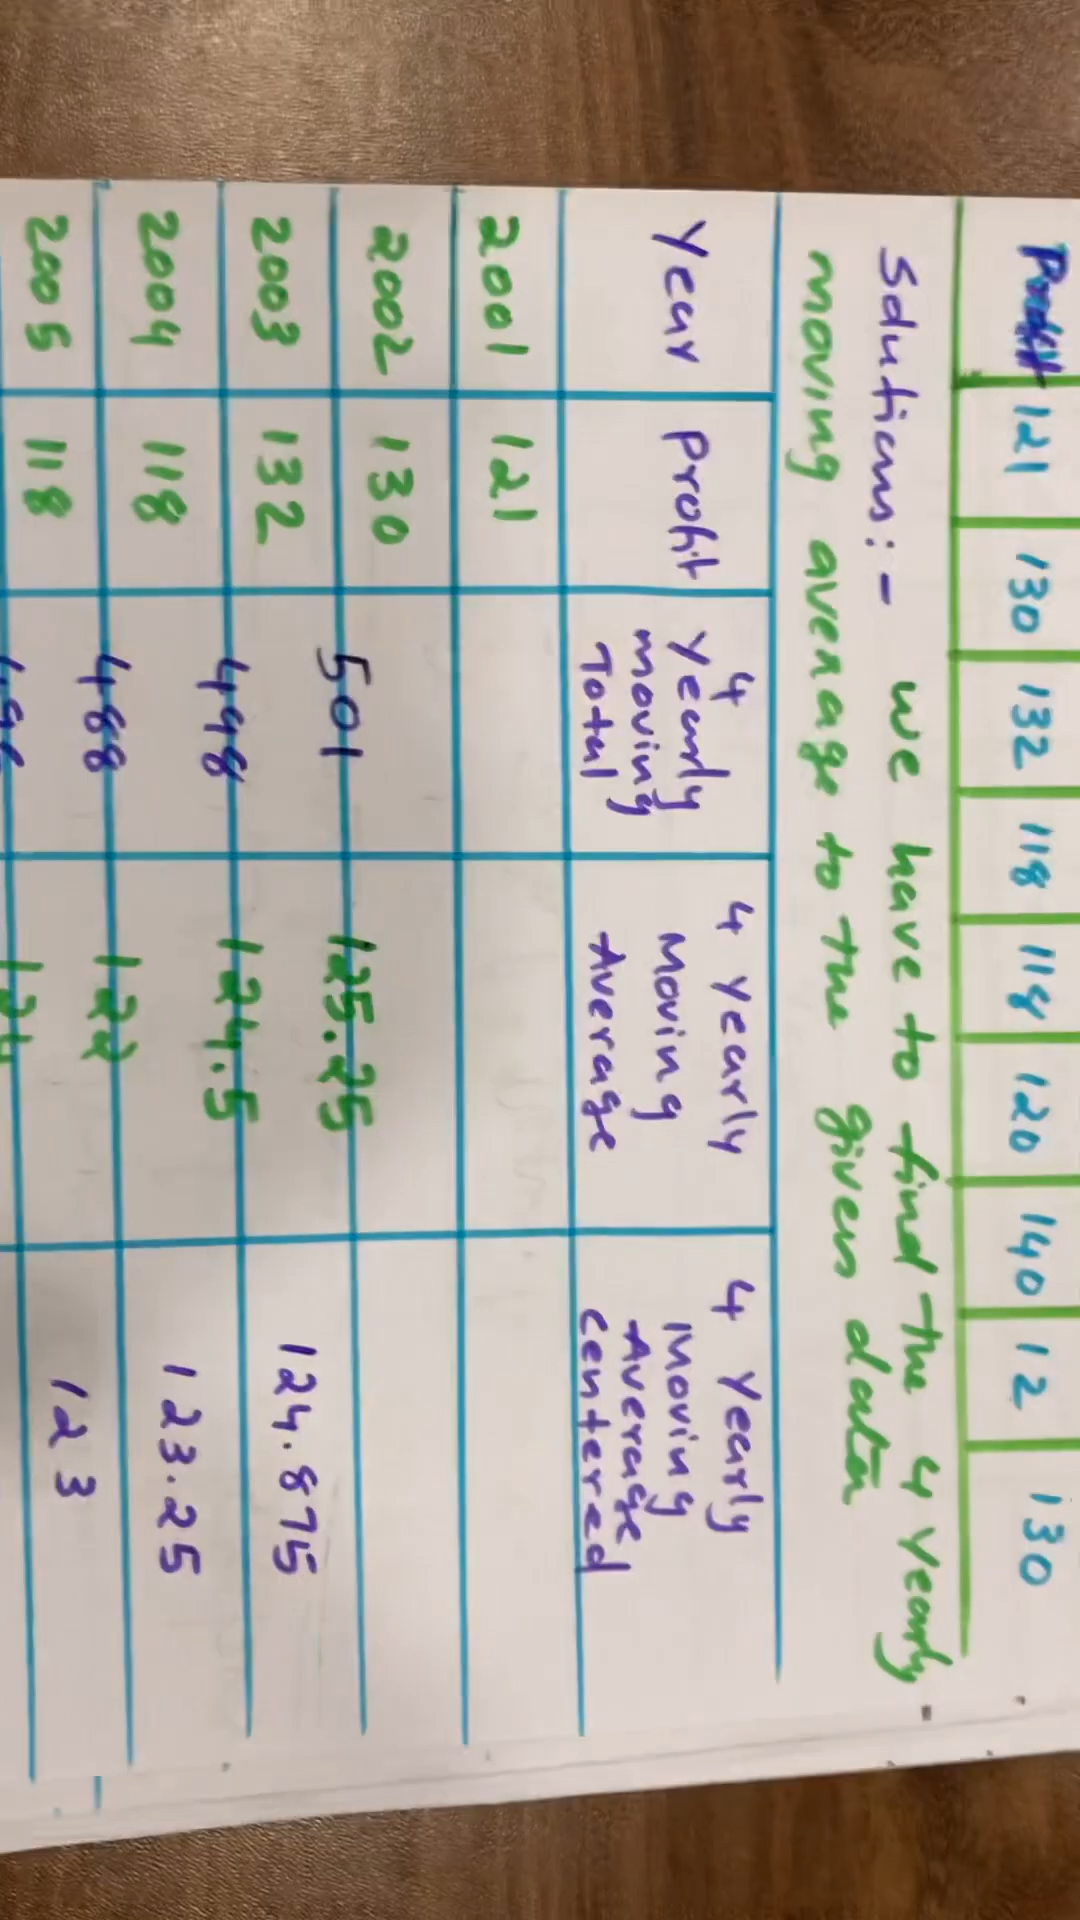 Profit 121 130 132 118 118 120 140 12 130
Solutions:- we have to find the 4 yearly
moving average to the given data
Year Profit 4 yearly moving Total 4 yearly Moving Average 4 yearly moving Average centered
2001 121
2002 130
501 125.25
2003 132 124.875
498 124.5
2004 118 123.25
488 122
2005 118 123